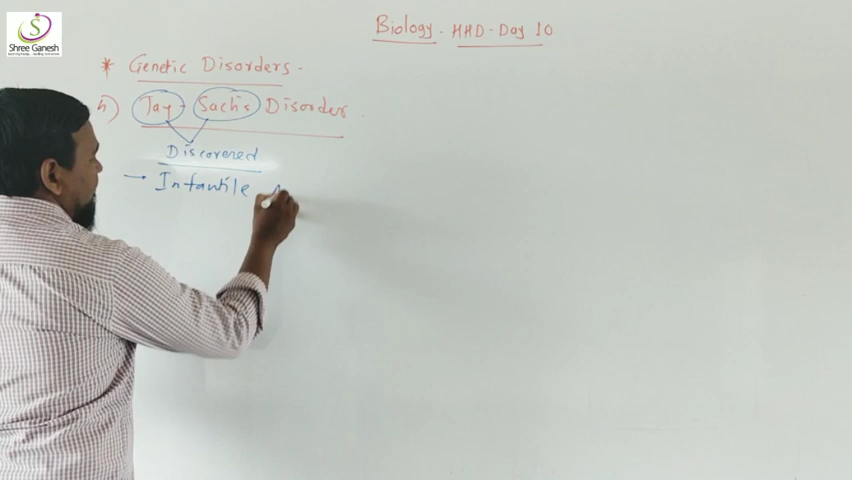 Shree Ganesh
Biology - HHD - Day 10
* Genetic Disorders -
h) Tay - Sach's Disorder
Discovered
→ Infantile